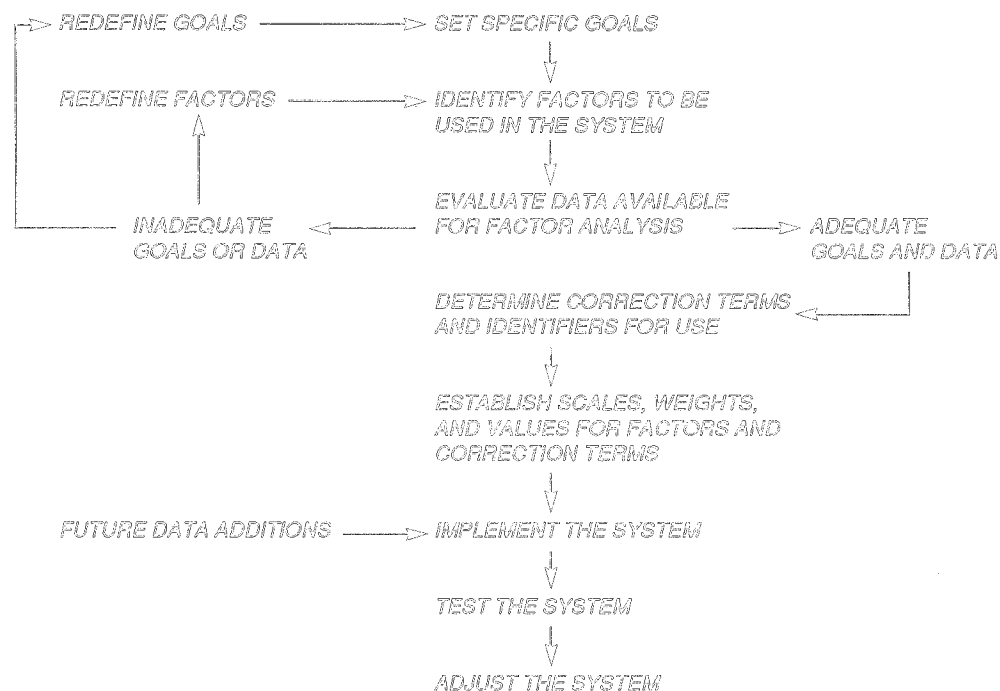 REDEFINE GOALS
SET SPECIFIC GOALS
REDEFINE FACTORS
IDENTIFY FACTORS TO BE
USED IN THE SYSTEM
EVALUATE DATA AVAILABLE
FOR FACTOR ANALYSIS
INADEQUATE
GOALS OR DATA
ADEQUATE
GOALS AND DATA
DETERMINE CORRECTION TERMS
AND IDENTIFIERS FOR USE
ESTABLISH SCALES, WEIGHTS,
AND VALUES FOR FACTORS AND
CORRECTION TERMS
FUTURE DATA ADDITIONS
IMPLEMENT THE SYSTEM
TEST THE SYSTEM
ADJUST THE SYSTEM